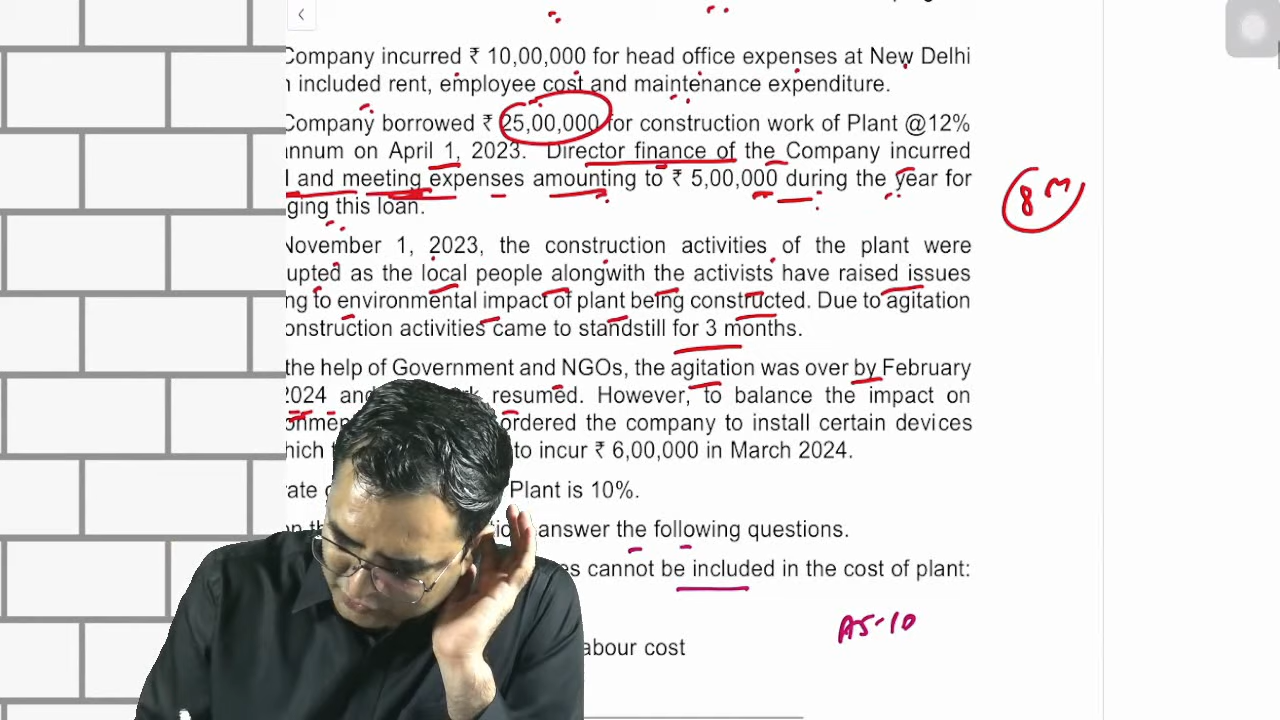 Company incurred ₹ 10,00,000 for head office expenses at New Delhi
included rent, employee cost and maintenance expenditure.
Company borrowed ₹ 25,00,000 for construction work of Plant @12%
annum on April 1, 2023. Director finance of the Company incurred
and meeting expenses amounting to ₹ 5,00,000 during the year for
ging this loan.
8 m
November 1, 2023, the construction activities of the plant were
upted as the local people alongwith the activists have raised issues
ng to environmental impact of plant being constructed. Due to agitation
onstruction activities came to standstill for 3 months.
the help of Government and NGOs, the agitation was over by February
2024 and resumed. However, to balance the impact on
ordered the company to install certain devices
hich to incur ₹ 6,00,000 in March 2024.
rate Plant is 10%.
on answer the following questions.
es cannot be included in the cost of plant:
AS-10
abour cost